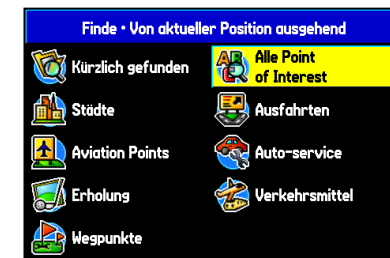 Finde • Von aktueller Position ausgehend
Kürzlich gefunden
Alle Point
of Interest
Städte
Ausfahrten
Aviation Points
Auto-service
Erholung
Verkehrsmittel
Wegpunkte